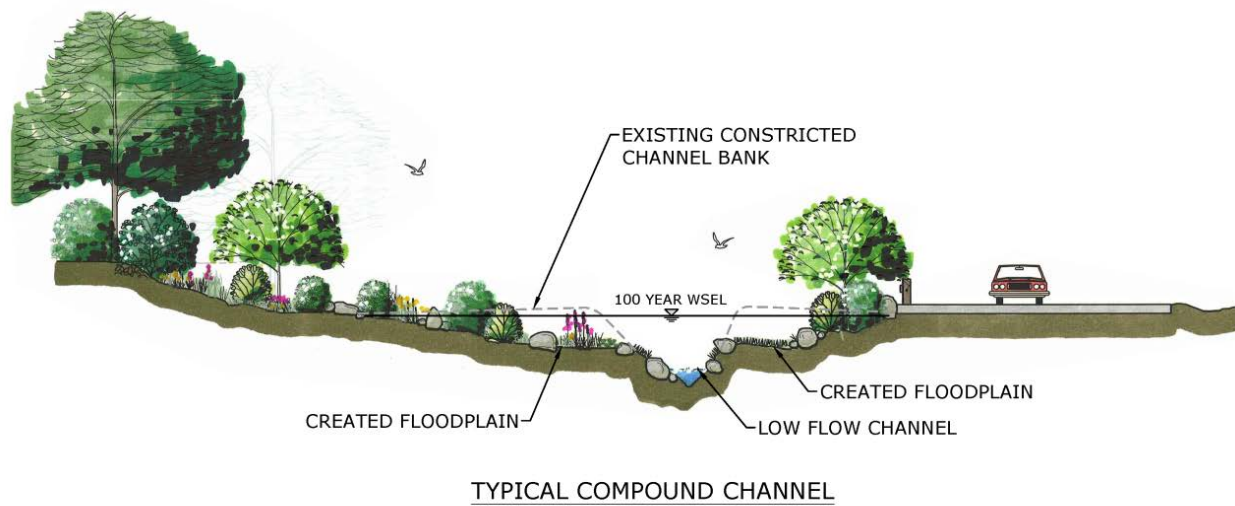 EXISTING CONSTRICTED
CHANNEL BANK
100 YEAR WSEL
CREATED FLOODPLAIN
CREATED FLOODPLAIN
LOW FLOW CHANNEL
TYPICAL COMPOUND CHANNEL